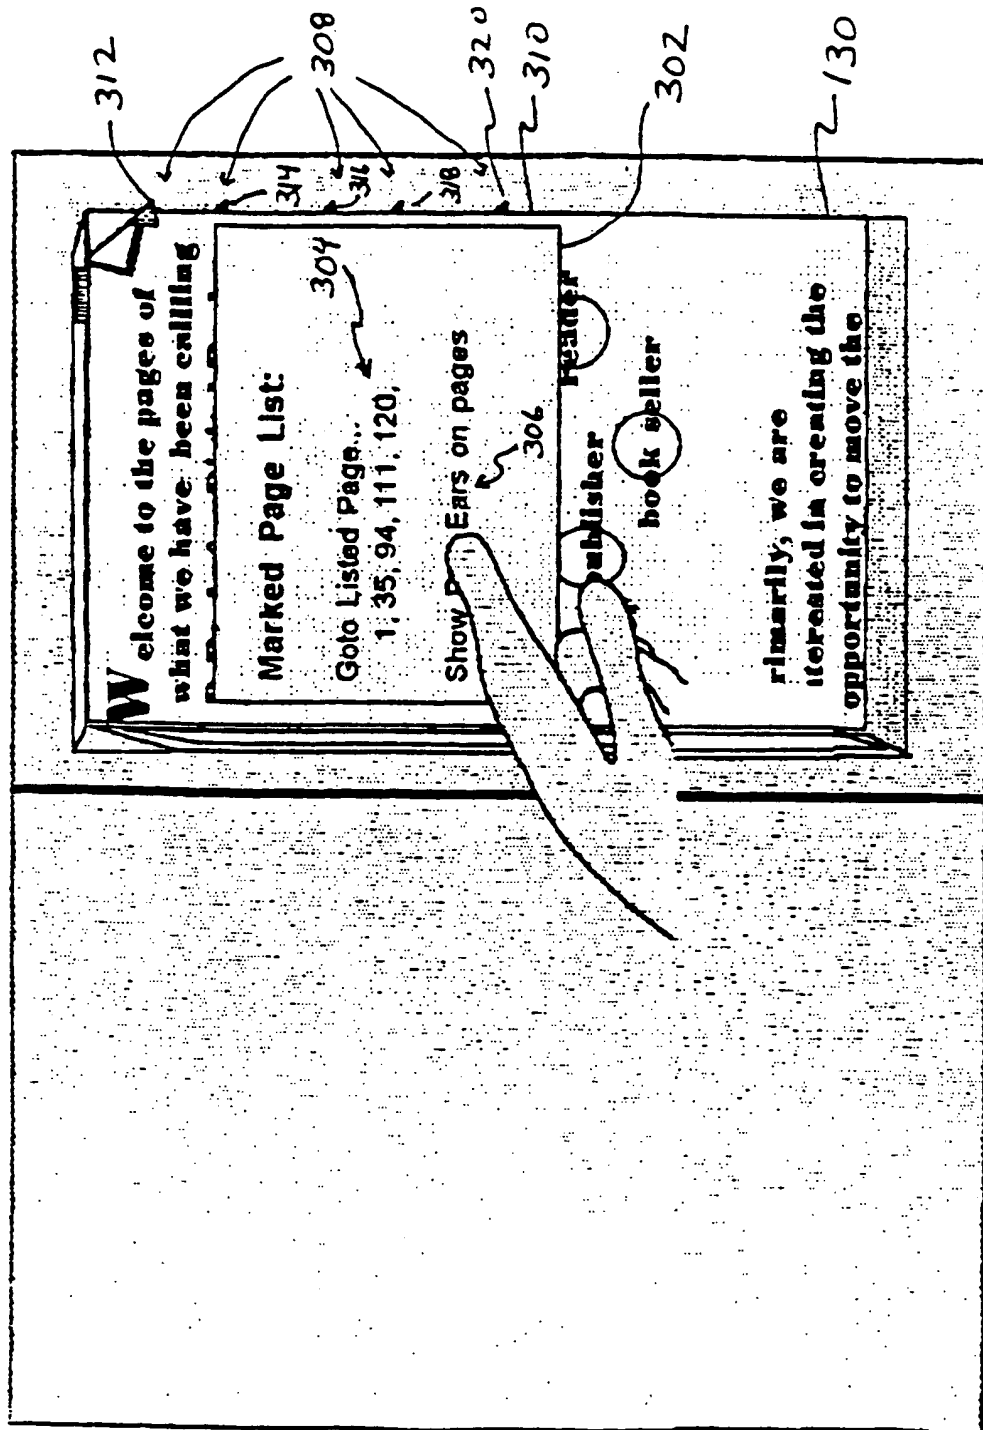 312
Welcome to the pages of
what we have been calling
308
314
Marked Page List:
304
Goto Listed Page...
316
1, 35, 94, 111, 120,
318
Show Ears on pages
320
306
310
reader
publisher
book seller
302
rimarily, we are
nterested in creating the
opportunity to move the
130